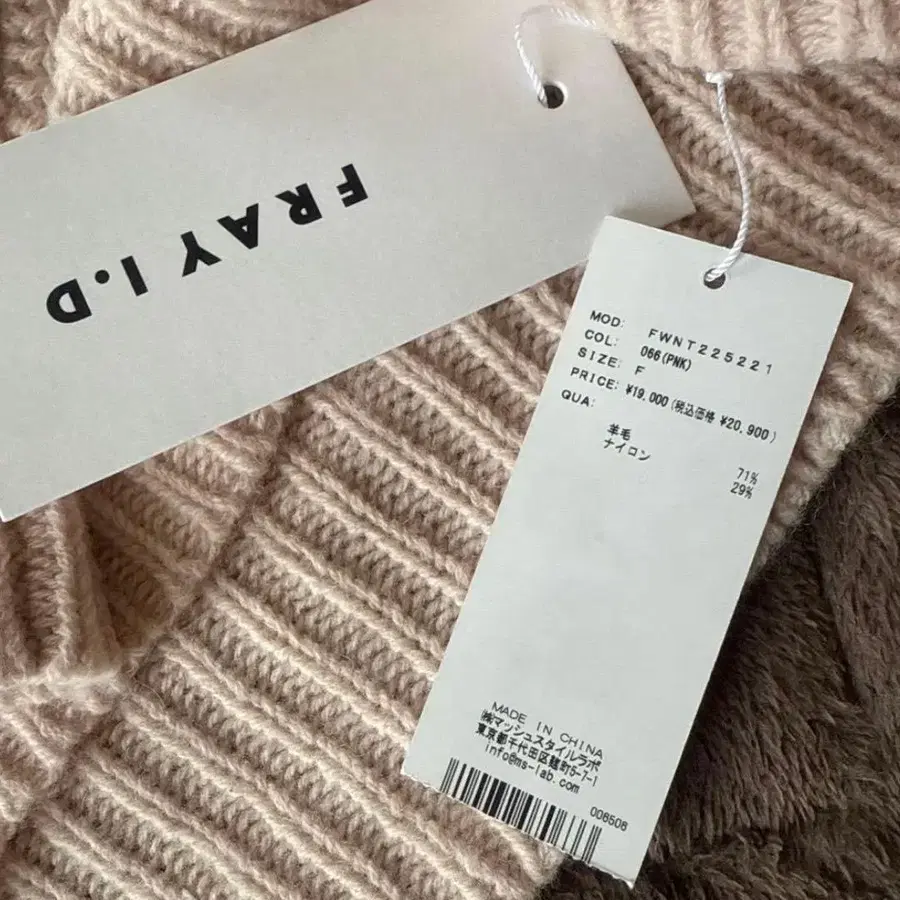 FRAY I.D
MOD: FWNT225221
COL: 066(PNK)
SIZE: F
PRICE: ¥19,000(税込価格 ¥20,900)
QUA:
羊毛 71%
ナイロン 29%
MADE IN CHINA
㈱マッシュスタイルラボ
東京都千代田区麹町5-7-1
info@ms-lab.com
006508